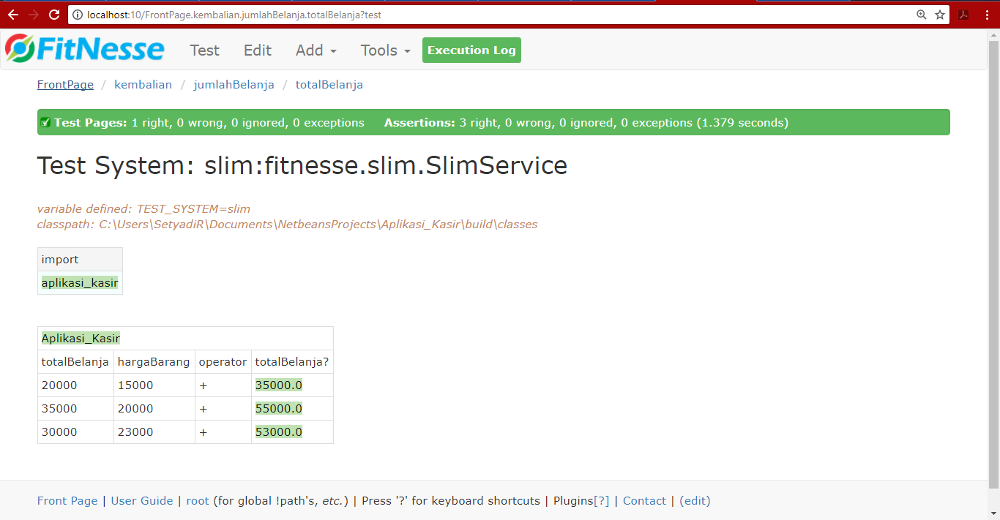 localhost:10/FrontPage.kembalian.jumlahBelanja.totalBelanja?test
FitNesse Test Edit Add Tools Execution Log
FrontPage / kembalian / jumlahBelanja / totalBelanja
Test Pages: 1 right, 0 wrong, 0 ignored, 0 exceptions Assertions: 3 right, 0 wrong, 0 ignored, 0 exceptions (1.379 seconds)
Test System: slim:fitnesse.slim.SlimService
variable defined: TEST_SYSTEM=slim
classpath: C:\Users\SetyadiR\Documents\NetbeansProjects\Aplikasi_Kasir\build\classes
import
aplikasi_kasir
Aplikasi_Kasir
totalBelanja hargaBarang operator totalBelanja?
20000 15000 + 35000.0
35000 20000 + 55000.0
30000 23000 + 53000.0
Front Page | User Guide | root (for global !path's, etc.) | Press '?' for keyboard shortcuts | Plugins[?] | Contact | (edit)